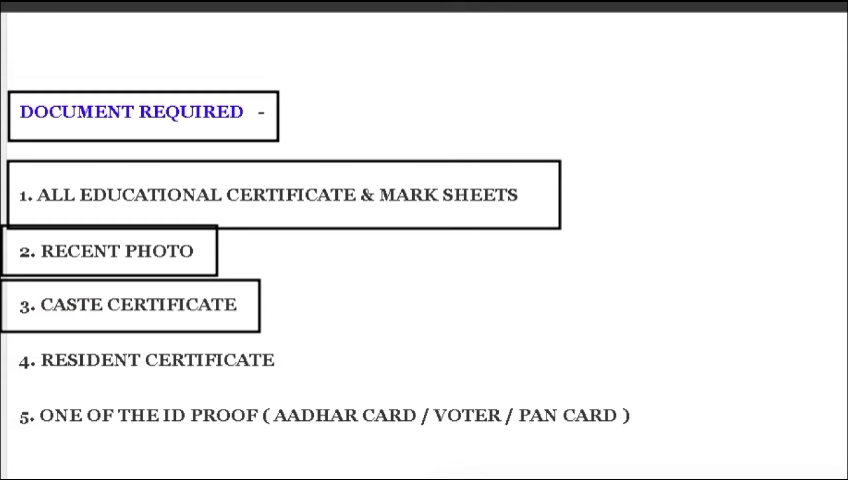 DOCUMENT REQUIRED -
1. ALL EDUCATIONAL CERTIFICATE & MARK SHEETS
2. RECENT PHOTO
3. CASTE CERTIFICATE
4. RESIDENT CERTIFICATE
5. ONE OF THE ID PROOF ( AADHAR CARD / VOTER / PAN CARD )